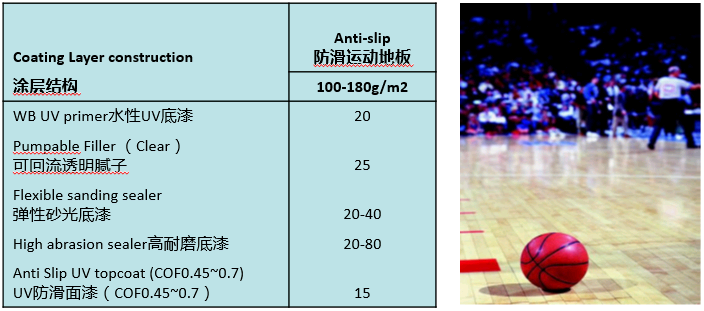 Coating Layer construction
涂层结构
Anti-slip
防滑运动地板
100-180g/m2
WB UV primer水性UV底漆
20
Pumpable Filler（Clear）
可回流透明腻子
25
Flexible sanding sealer
弹性砂光底漆
20-40
High abrasion sealer高耐磨底漆
20-80
Anti Slip UV topcoat (COF0.45~0.7)
UV防滑面漆（COF0.45~0.7）
15